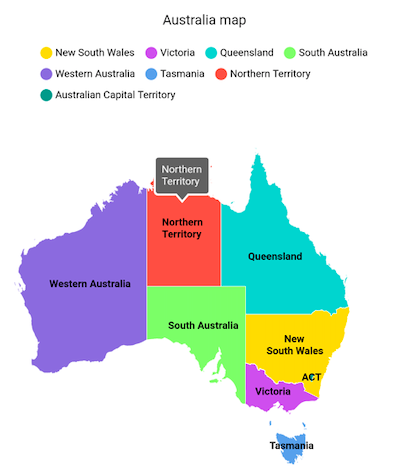 Australia map
New South Wales Victoria Queensland South Australia
Western Australia Tasmania Northern Territory
Australian Capital Territory
Northern
Territory
Northern
Territory
Queensland
Western Australia
South Australia
New
South Wales
ACT
Victoria
Tasmania